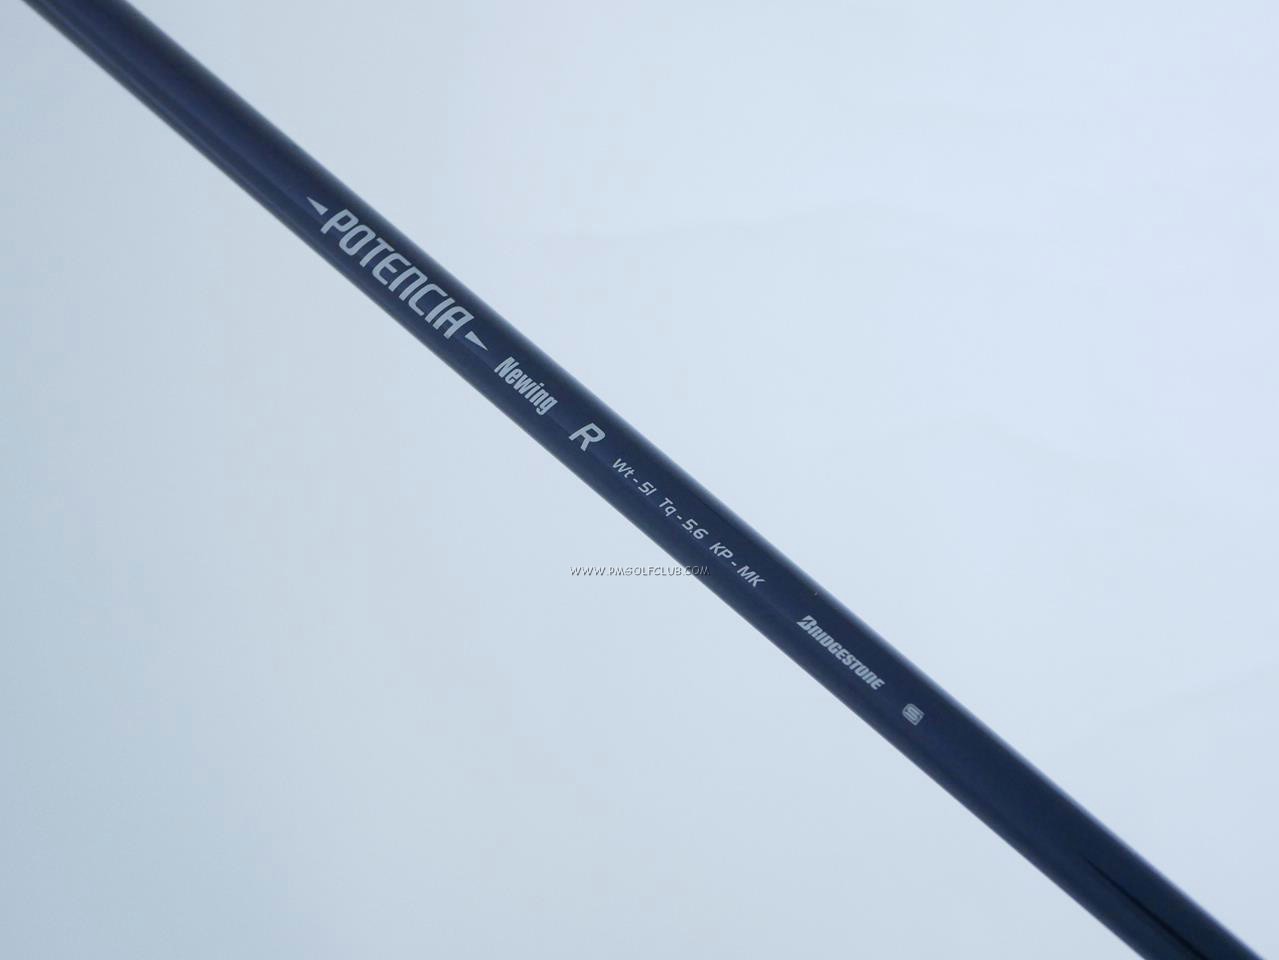 POTENCIA Newing R Wt-51 Tq-5.6 KP-MK BRIDGESTONE S
WWW.PMGOLFCLUB.COM